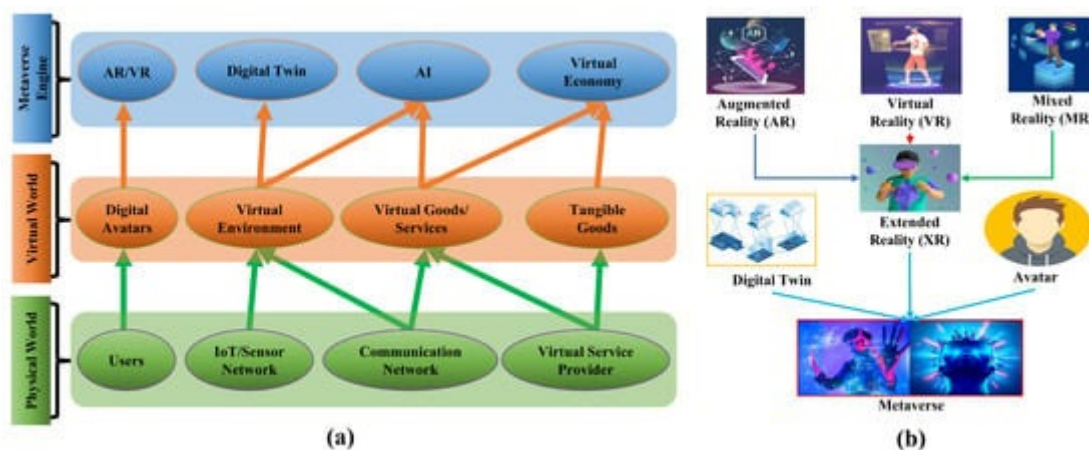 Metaverse
Engine
AR/VR
Digital Twin
AI
Virtual
Economy
Virtual World
Digital
Avatars
Virtual
Environment
Virtual Goods/
Services
Tangible
Goods
Physical World
Users
IoT/Sensor
Network
Communication
Network
Virtual Service
Provider
(a)
AR
Augmented
Reality (AR)
Virtual
Reality (VR)
Mixed
Reality (MR)
Extended
Reality (XR)
Digital Twin
Avatar
Metaverse
(b)